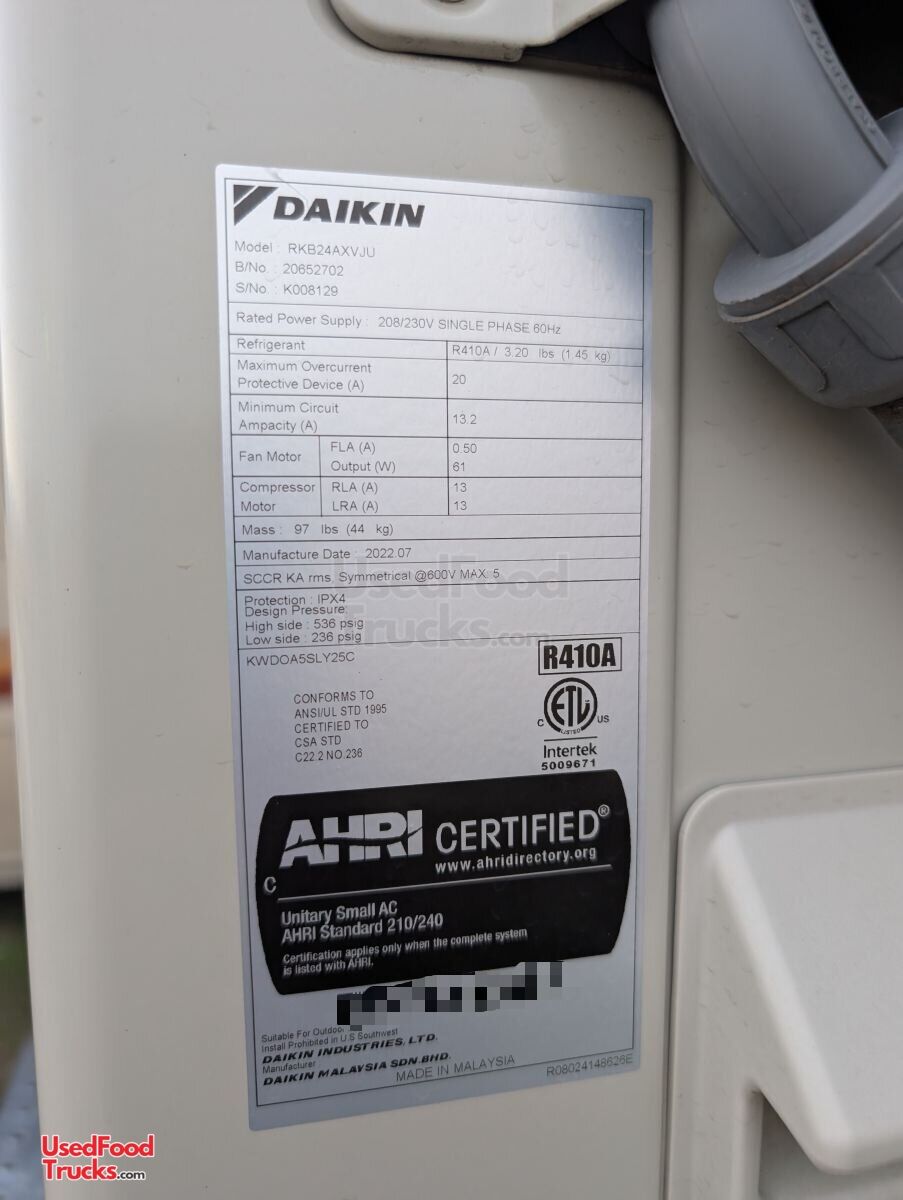 DAIKIN
Model : RKB24AXVJU
B/No. : 20652702
S/No. : K008129
Rated Power Supply : 208/230V SINGLE PHASE 60Hz
Refrigerant R410A / 3.20 lbs (1.45 kg)
Maximum Overcurrent
Protective Device (A) 20
Minimum Circuit
Ampacity (A) 13.2
Fan Motor FLA (A) 0.50
Output (W) 61
Compressor RLA (A) 13
Motor LRA (A) 13
Mass : 97 lbs (44 kg)
Manufacture Date : 2022.07
SCCR KA rms, Symmetrical @600V MAX: 5
Protection : IPX4
Design Pressure:
High side : 536 psig
Low side : 236 psig
KWDOA5SLY25C
R410A
CONFORMS TO
ANSI/UL STD 1995
CERTIFIED TO
CSA STD
C22.2 NO.236
C ETL US
LISTED
Intertek
5009671
AHRI CERTIFIED®
www.ahridirectory.org
C
Unitary Small AC
AHRI Standard 210/240
Certification applies only when the complete system
is listed with AHRI.
Suitable For Outdoor
Install Prohibited in U.S Southwest
DAIKIN INDUSTRIES, LTD.
Manufacturer
DAIKIN MALAYSIA SDN.BHD.
MADE IN MALAYSIA
R08024148626E
UsedFood
Trucks.com
UsedFood
Trucks.com